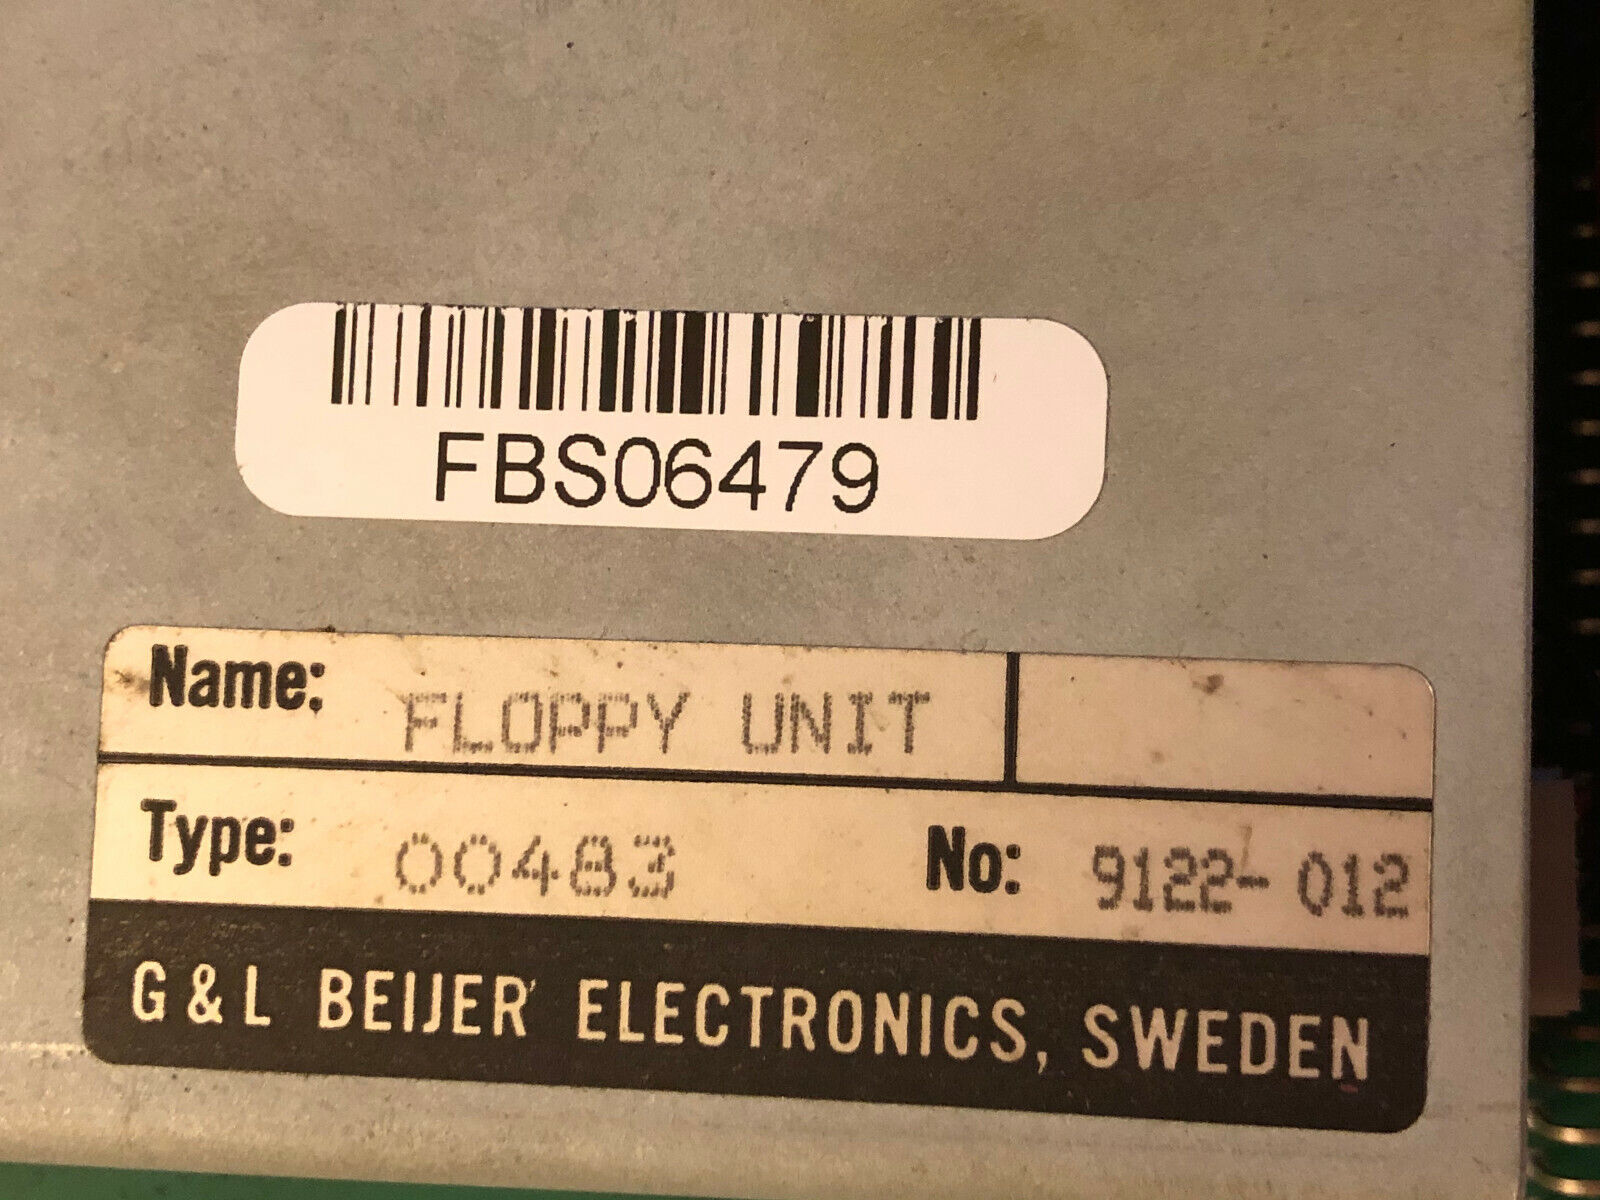 FBS06479
Name: FLOPPY UNIT
Type: 00483 No: 9122-012
G & L BEIJER ELECTRONICS, SWEDEN